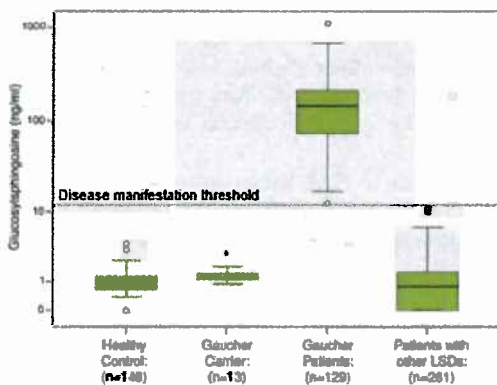 1000
Glucosylsphingosine (ng/ml)
100
Disease manifestation threshold
10
1
0
Healthy
Control:
(n=148)
Gaucher
Carrier:
(n=13)
Gaucher
Patients:
(n=129)
Patients with
other LSDs:
(n=261)